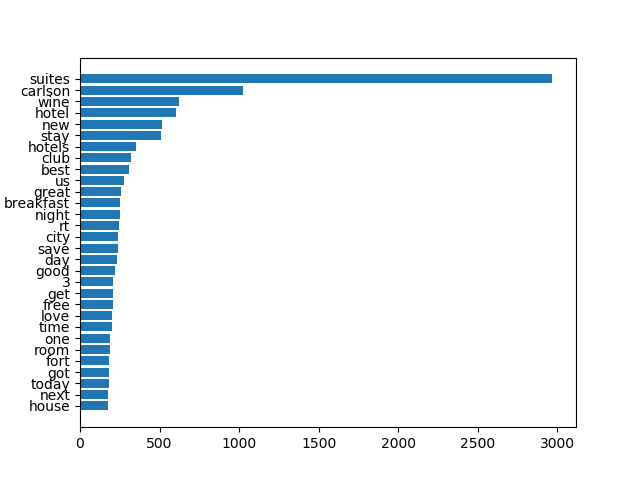 suites
carlson
wine
hotel
new
stay
hotels
club
best
us
great
breakfast
night
rt
city
save
day
good
3
get
free
love
time
one
room
fort
got
today
next
house
0 500 1000 1500 2000 2500 3000